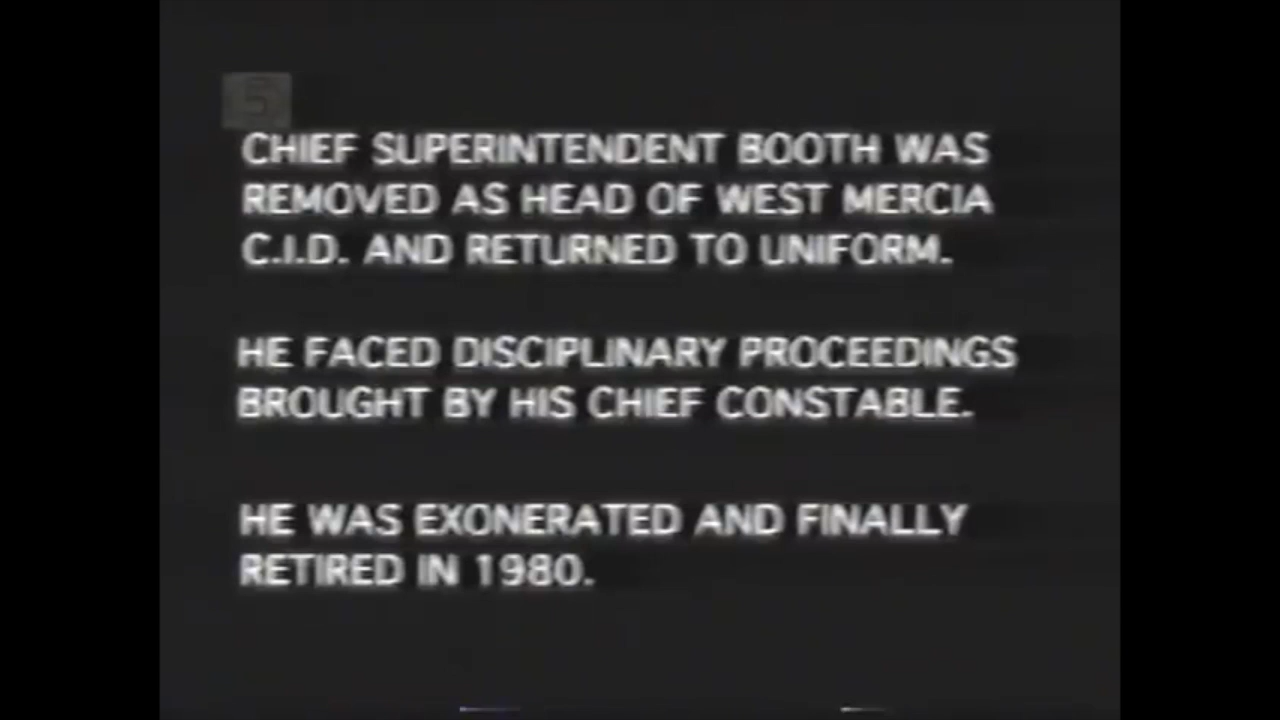 5
CHIEF SUPERINTENDENT BOOTH WAS
REMOVED AS HEAD OF WEST MERCIA
C.I.D. AND RETURNED TO UNIFORM.
HE FACED DISCIPLINARY PROCEEDINGS
BROUGHT BY HIS CHIEF CONSTABLE.
HE WAS EXONERATED AND FINALLY
RETIRED IN 1980.